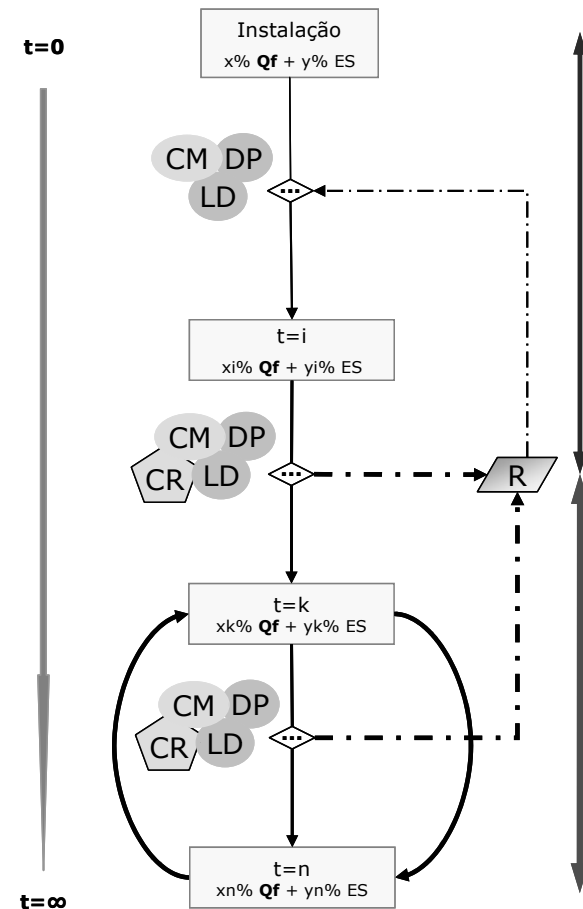 Instalação
x% Qf + y% ES
t=0
CM DP
LD
...
t=i
xi% Qf + yi% ES
CM DP
CR LD
...
R
t=k
xk% Qf + yk% ES
CM DP
CR LD
...
t=n
xn% Qf + yn% ES
t=∞